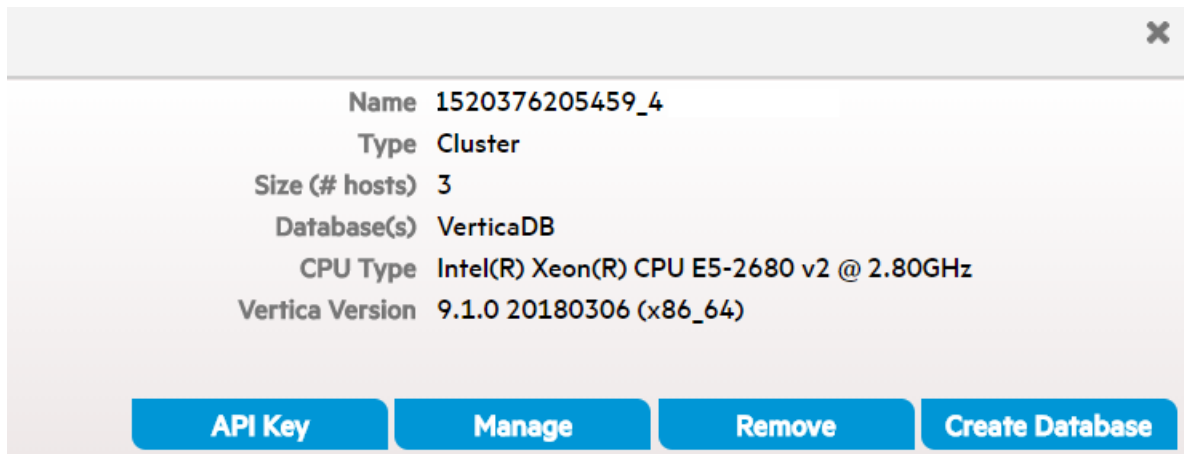 Name 1520376205459_4
Type Cluster
Size (# hosts) 3
Database(s) VerticaDB
CPU Type Intel(R) Xeon(R) CPU E5-2680 v2 @ 2.80GHz
Vertica Version 9.1.0 20180306 (x86_64)
API Key Manage Remove Create Database